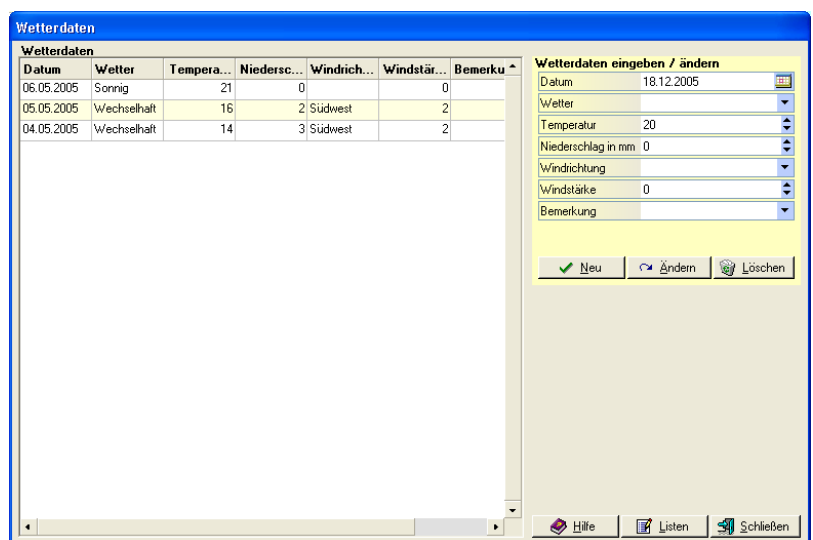 Wetterdaten
Wetterdaten
Datum Wetter Tempera... Niedersc... Windrich... Windstär... Bemerku
06.05.2005 Sonnig 21 0 0
05.05.2005 Wechselhaft 16 2 Südwest 2
04.05.2005 Wechselhaft 14 3 Südwest 2
Wetterdaten eingeben / ändern
Datum 18.12.2005
Wetter
Temperatur 20
Niederschlag in mm 0
Windrichtung
Windstärke 0
Bemerkung
Neu Ändern Löschen
Hilfe Listen Schließen